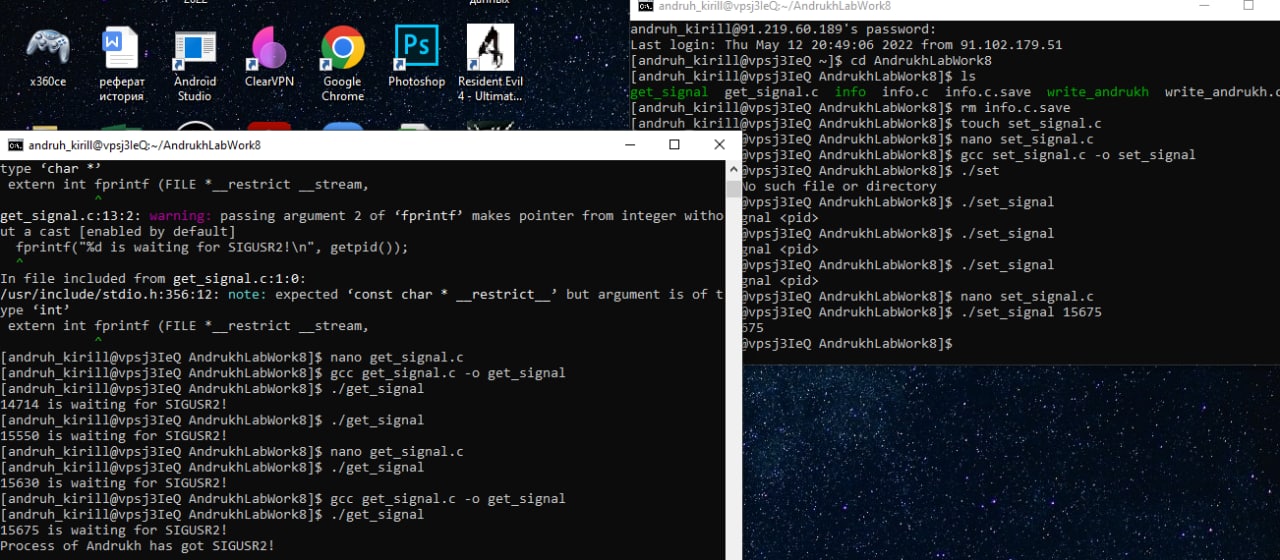 2022
данных
x360ce
реферат
история
Android
Studio
ClearVPN
Google
Chrome
Ps
Photoshop
Resident Evil
4 - Ultimat...
andruh_kirill@vpsj3IeQ:~/AndrukhLabWork8
andruh_kirill@91.219.60.189's password:
Last login: Thu May 12 20:49:06 2022 from 91.102.179.51
[andruh_kirill@vpsj3IeQ ~]$ cd AndrukhLabWork8
[andruh_kirill@vpsj3IeQ AndrukhLabWork8]$ ls
get_signal  get_signal.c  info  info.c  info.c.save  write_andrukh  write_andrukh.c
[andruh_kirill@vpsj3IeQ AndrukhLabWork8]$ rm info.c.save
[andruh_kirill@vpsj3IeQ AndrukhLabWork8]$ touch set_signal.c
@vpsj3IeQ AndrukhLabWork8]$ nano set_signal.c
@vpsj3IeQ AndrukhLabWork8]$ gcc set_signal.c -o set_signal
@vpsj3IeQ AndrukhLabWork8]$ ./set
No such file or directory
@vpsj3IeQ AndrukhLabWork8]$ ./set_signal
gnal <pid>
@vpsj3IeQ AndrukhLabWork8]$ ./set_signal
gnal <pid>
@vpsj3IeQ AndrukhLabWork8]$ ./set_signal
gnal <pid>
@vpsj3IeQ AndrukhLabWork8]$ nano set_signal.c
@vpsj3IeQ AndrukhLabWork8]$ ./set_signal 15675
675
@vpsj3IeQ AndrukhLabWork8]$
andruh_kirill@vpsj3IeQ:~/AndrukhLabWork8
type ‘char *’
extern int fprintf (FILE *__restrict __stream,
^
get_signal.c:13:2: warning: passing argument 2 of ‘fprintf’ makes pointer from integer witho
ut a cast [enabled by default]
fprintf("%d is waiting for SIGUSR2!\n", getpid());
^
In file included from get_signal.c:1:0:
/usr/include/stdio.h:356:12: note: expected ‘const char * __restrict__’ but argument is of t
ype ‘int’
extern int fprintf (FILE *__restrict __stream,
^
[andruh_kirill@vpsj3IeQ AndrukhLabWork8]$ nano get_signal.c
[andruh_kirill@vpsj3IeQ AndrukhLabWork8]$ gcc get_signal.c -o get_signal
[andruh_kirill@vpsj3IeQ AndrukhLabWork8]$ ./get_signal
14714 is waiting for SIGUSR2!
[andruh_kirill@vpsj3IeQ AndrukhLabWork8]$ ./get_signal
15550 is waiting for SIGUSR2!
[andruh_kirill@vpsj3IeQ AndrukhLabWork8]$ nano get_signal.c
[andruh_kirill@vpsj3IeQ AndrukhLabWork8]$ ./get_signal
15630 is waiting for SIGUSR2!
[andruh_kirill@vpsj3IeQ AndrukhLabWork8]$ gcc get_signal.c -o get_signal
[andruh_kirill@vpsj3IeQ AndrukhLabWork8]$ ./get_signal
15675 is waiting for SIGUSR2!
Process of Andrukh has got SIGUSR2!